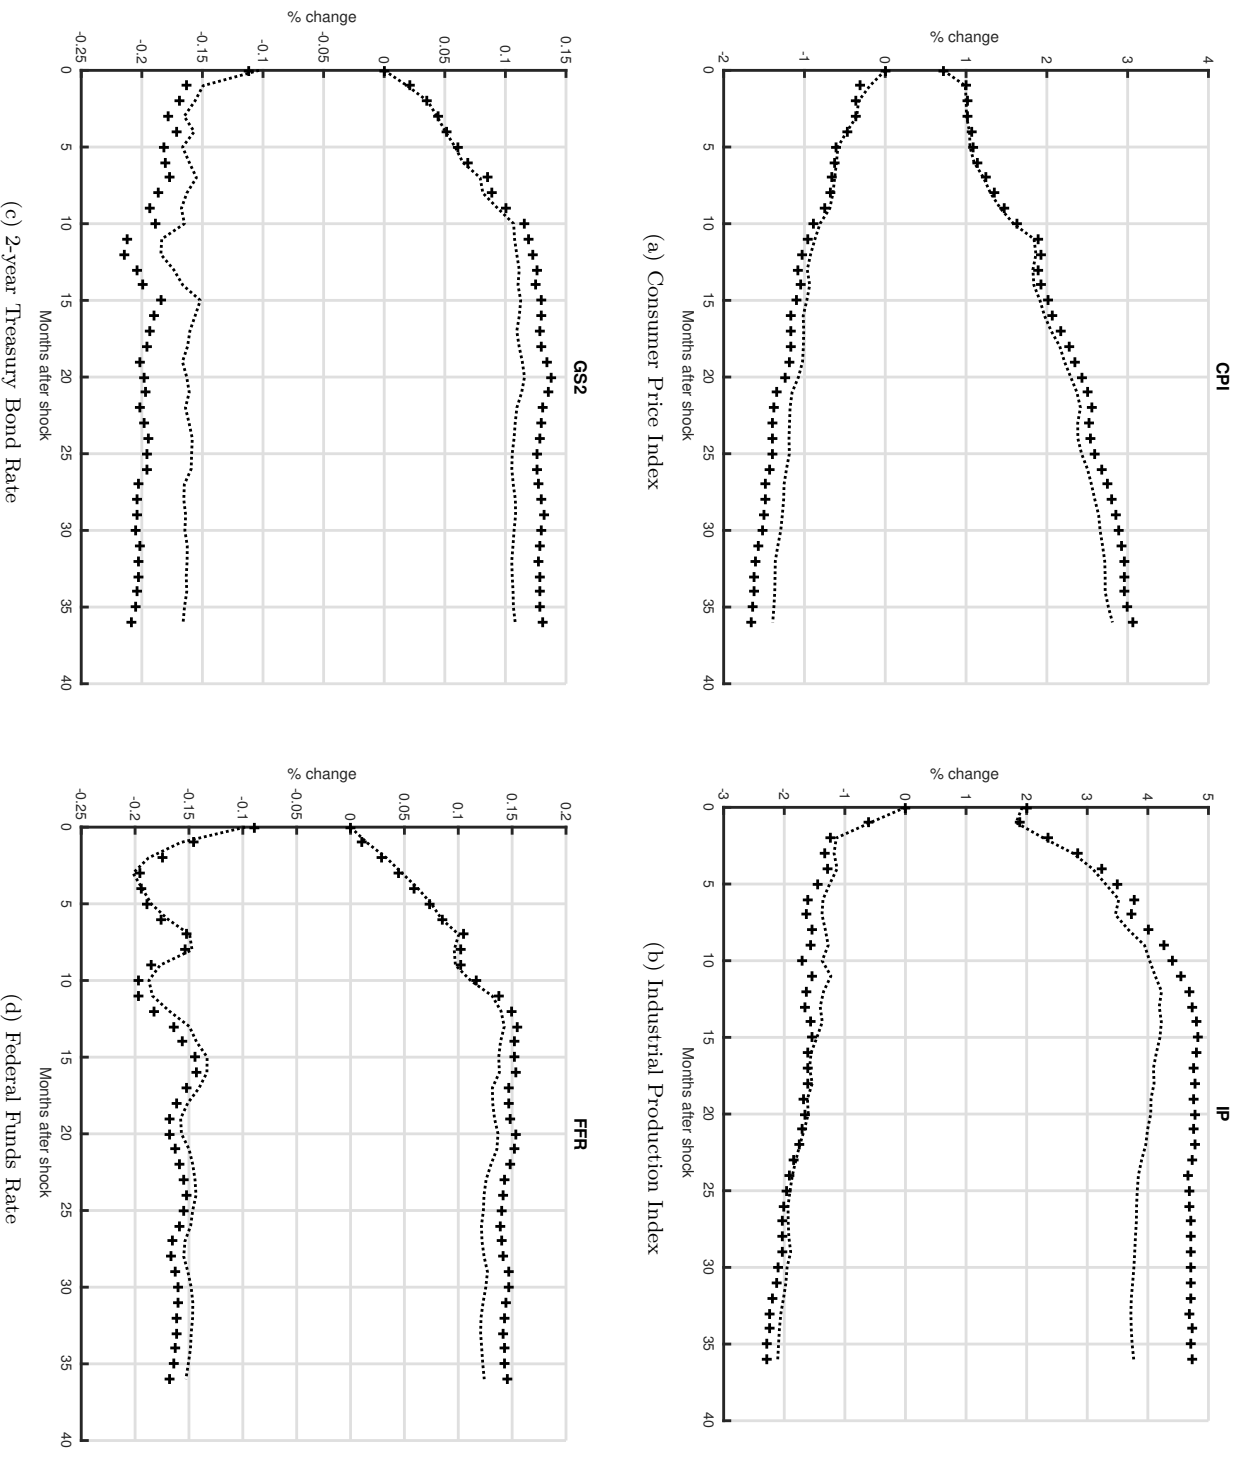 CPI
4
3
2
1
0
-1
-2
% change
0 5 10 15 20 25 30 35 40
Months after shock
(a) Consumer Price Index
IP
5
4
3
2
1
0
-1
-2
-3
% change
0 5 10 15 20 25 30 35 40
Months after shock
(b) Industrial Production Index
GS2
0.15
0.1
0.05
0
-0.05
-0.1
-0.15
-0.2
-0.25
% change
0 5 10 15 20 25 30 35 40
Months after shock
(c) 2-year Treasury Bond Rate
FFR
0.2
0.15
0.1
0.05
0
-0.05
-0.1
-0.15
-0.2
-0.25
% change
0 5 10 15 20 25 30 35 40
Months after shock
(d) Federal Funds Rate